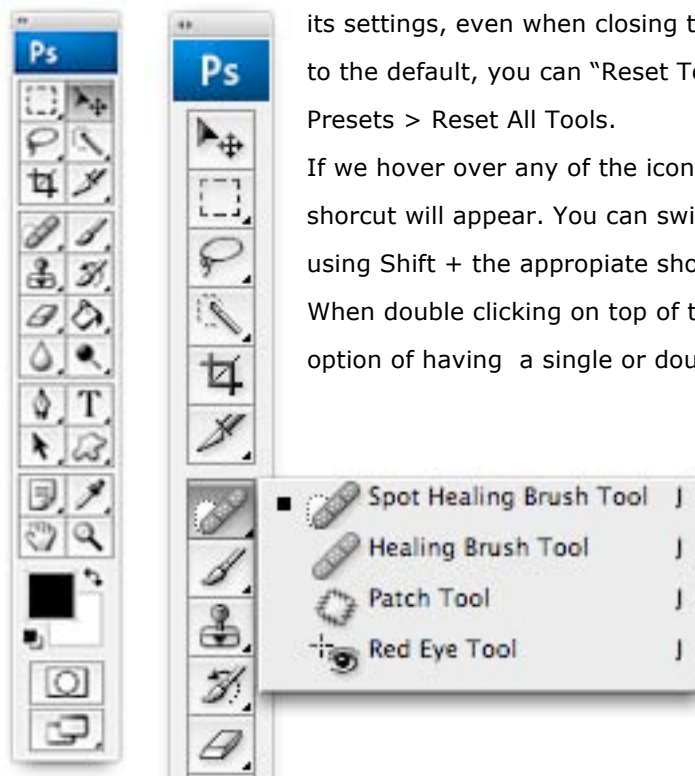 Ps
Ps
its settings, even when closing t
to the default, you can “Reset To
Presets > Reset All Tools.
If we hover over any of the icon
shorcut will appear. You can swi
using Shift + the appropiate sho
When double clicking on top of t
option of having  a single or dou
T
Spot Healing Brush Tool J
Healing Brush Tool J
Patch Tool J
Red Eye Tool J